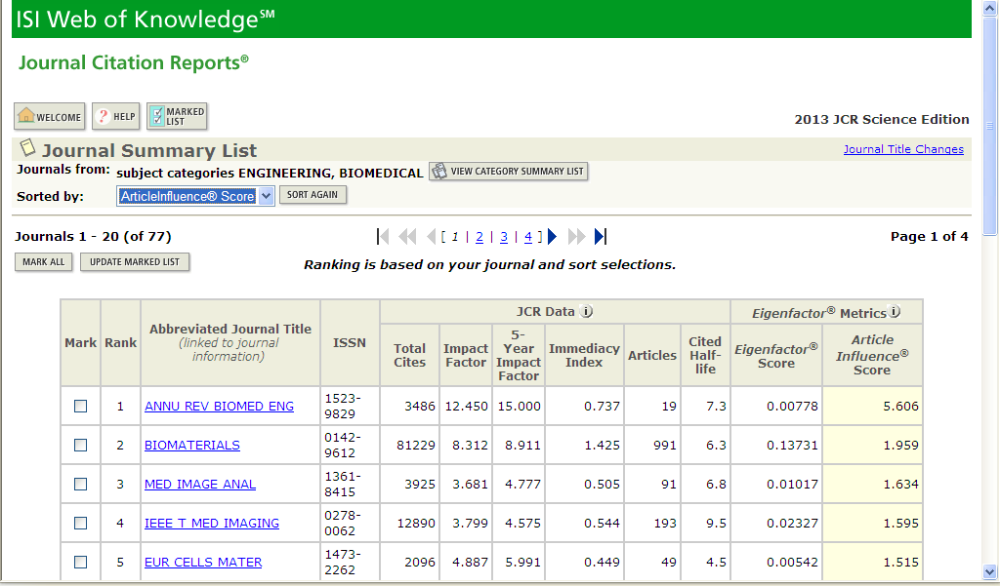 ISI Web of Knowledge℠
Journal Citation Reports®
WELCOME ? HELP MARKED LIST
2013 JCR Science Edition
Journal Summary List
Journal Title Changes
Journals from: subject categories ENGINEERING, BIOMEDICAL VIEW CATEGORY SUMMARY LIST
Sorted by: ArticleInfluence® Score SORT AGAIN
Journals 1 - 20 (of 77)
[ 1 | 2 | 3 | 4 ]
Page 1 of 4
MARK ALL UPDATE MARKED LIST
Ranking is based on your journal and sort selections.
Mark Rank Abbreviated Journal Title (linked to journal information) ISSN JCR Data i Eigenfactor® Metrics i
Total Cites Impact Factor 5-Year Impact Factor Immediacy Index Articles Cited Half-life Eigenfactor® Score Article Influence® Score
1 ANNU REV BIOMED ENG 1523-9829 3486 12.450 15.000 0.737 19 7.3 0.00778 5.606
2 BIOMATERIALS 0142-9612 81229 8.312 8.911 1.425 991 6.3 0.13731 1.959
3 MED IMAGE ANAL 1361-8415 3925 3.681 4.777 0.505 91 6.8 0.01017 1.634
4 IEEE T MED IMAGING 0278-0062 12890 3.799 4.575 0.544 193 9.5 0.02327 1.595
5 EUR CELLS MATER 1473-2262 2096 4.887 5.991 0.449 49 4.5 0.00542 1.515